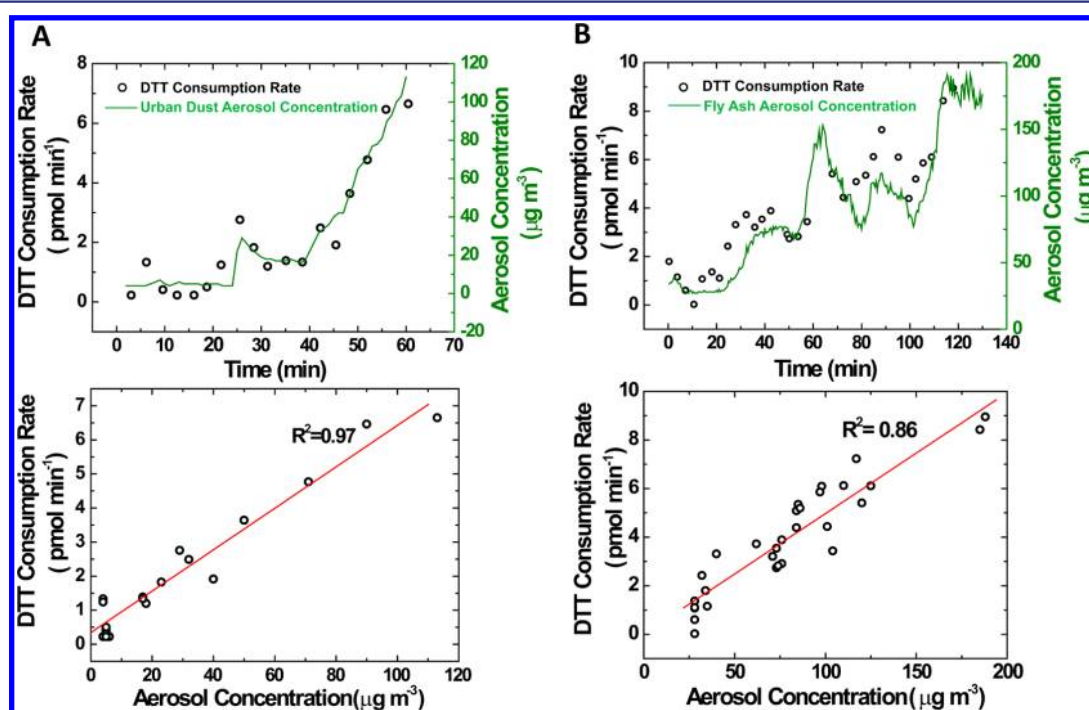 A
DTT Consumption Rate
( pmol min-1)
8
6
4
2
0
DTT Consumption Rate
Urban Dust Aerosol Concentration
120
100
80
60
40
20
0
-20
Aerosol Concentration
(μg m-3)
0 10 20 30 40 50 60 70
Time (min)
B
DTT Consumption Rate
( pmol min-1)
10
8
6
4
2
0
DTT Consumption Rate
Fly Ash Aerosol Concentration
200
150
100
50
0
Aerosol Concentration
(μg m-3)
0 20 40 60 80 100 120 140
Time (min)
DTT Consumption Rate
( pmol min-1)
7
6
5
4
3
2
1
0
R2=0.97
0 20 40 60 80 100 120
Aerosol Concentration(μg m-3)
DTT Consumption Rate
( pmol min-1)
10
8
6
4
2
0
R2= 0.86
0 50 100 150 200
Aerosol Concentration( μg m-3)